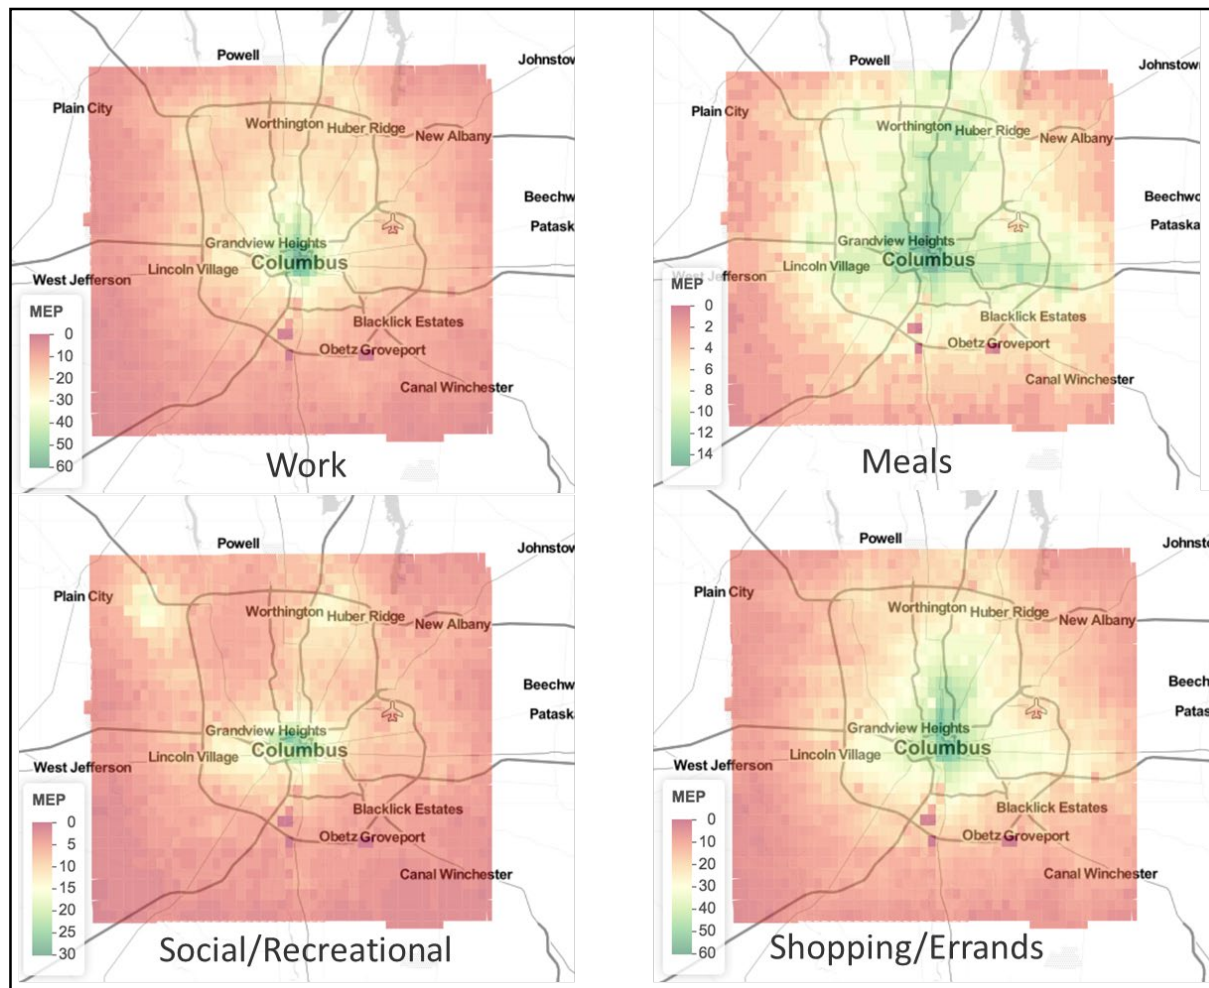 Powell
Johnstow
Plain City
Worthington
Huber Ridge
New Albany
Beechw
Patask
Grandview Heights
Columbus
Lincoln Village
West Jefferson
MEP
0
10
20
30
40
50
60
Blacklick Estates
Obetz Groveport
Canal Winchester
Work
Powell
Johnstow
Plain City
Worthington
Huber Ridge
New Albany
Beechwo
Pataska
Grandview Heights
Columbus
Lincoln Village
West Jefferson
MEP
0
2
4
6
8
10
12
14
Blacklick Estates
Obetz Groveport
Canal Winchester
Meals
Powell
Johnstow
Plain City
Worthington
Huber Ridge
New Albany
Beechw
Patask
Grandview Heights
Columbus
Lincoln Village
West Jefferson
MEP
0
5
10
15
20
25
30
Blacklick Estates
Obetz Groveport
Canal Winchester
Social/Recreational
Powell
Johnst
Plain City
Worthington
Huber Ridge
New Albany
Beech
Patas
Grandview Heights
Columbus
Lincoln Village
West Jefferson
MEP
0
10
20
30
40
50
60
Blacklick Estates
Obetz Groveport
Canal Winchester
Shopping/Errands